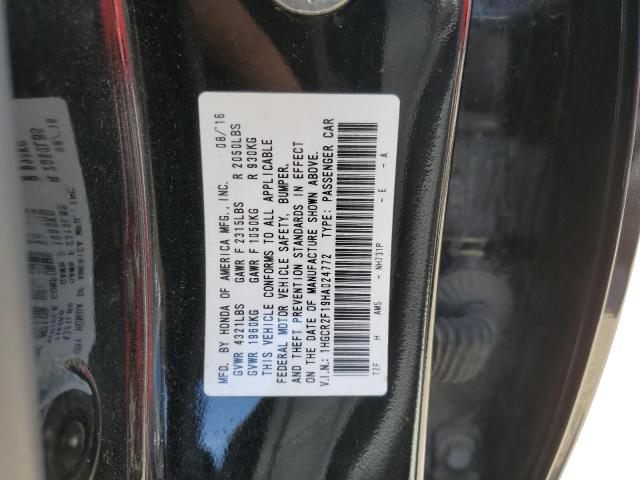 MFD. BY HONDA OF AMERICA MFG., INC. 08/'16
GVWR 4321LBS GAWR F 2315LBS R 2050LBS
GVWR 1960KG GAWR F 1050KG R 930KG
THIS VEHICLE CONFORMS TO ALL APPLICABLE
FEDERAL MOTOR VEHICLE SAFETY, BUMPER,
AND THEFT PREVENTION STANDARDS IN EFFECT
ON THE DATE OF MANUFACTURE SHOWN ABOVE.
V.I.N.: 1HGCR2F19HA024772 TYPE: PASSENGER CAR
T2F H AM5 - NH731P - E - A